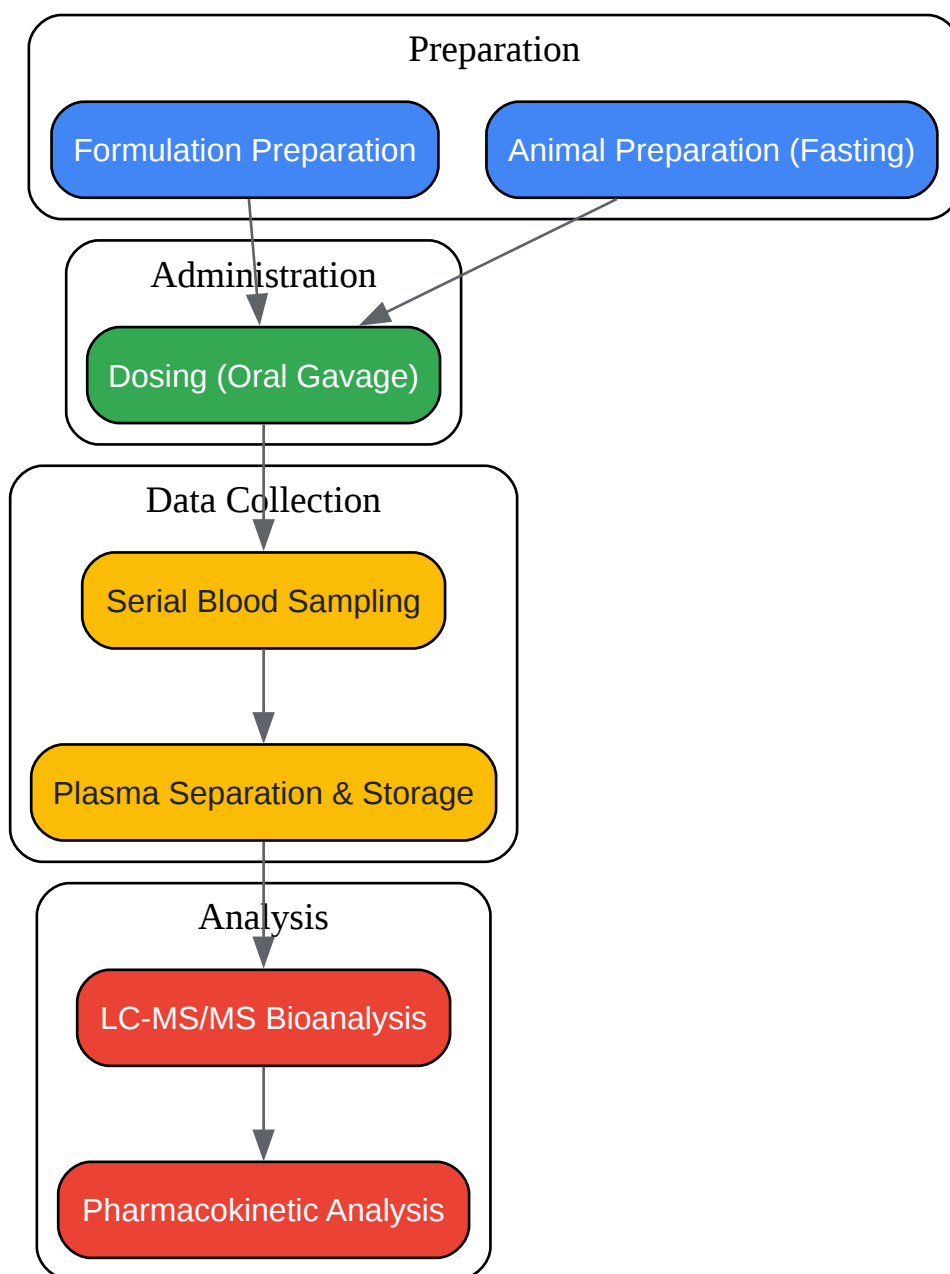 Preparation
Formulation Preparation
Animal Preparation (Fasting)
Administration
Dosing (Oral Gavage)
Data Collection
Serial Blood Sampling
Plasma Separation & Storage
Analysis
LC-MS/MS Bioanalysis
Pharmacokinetic Analysis